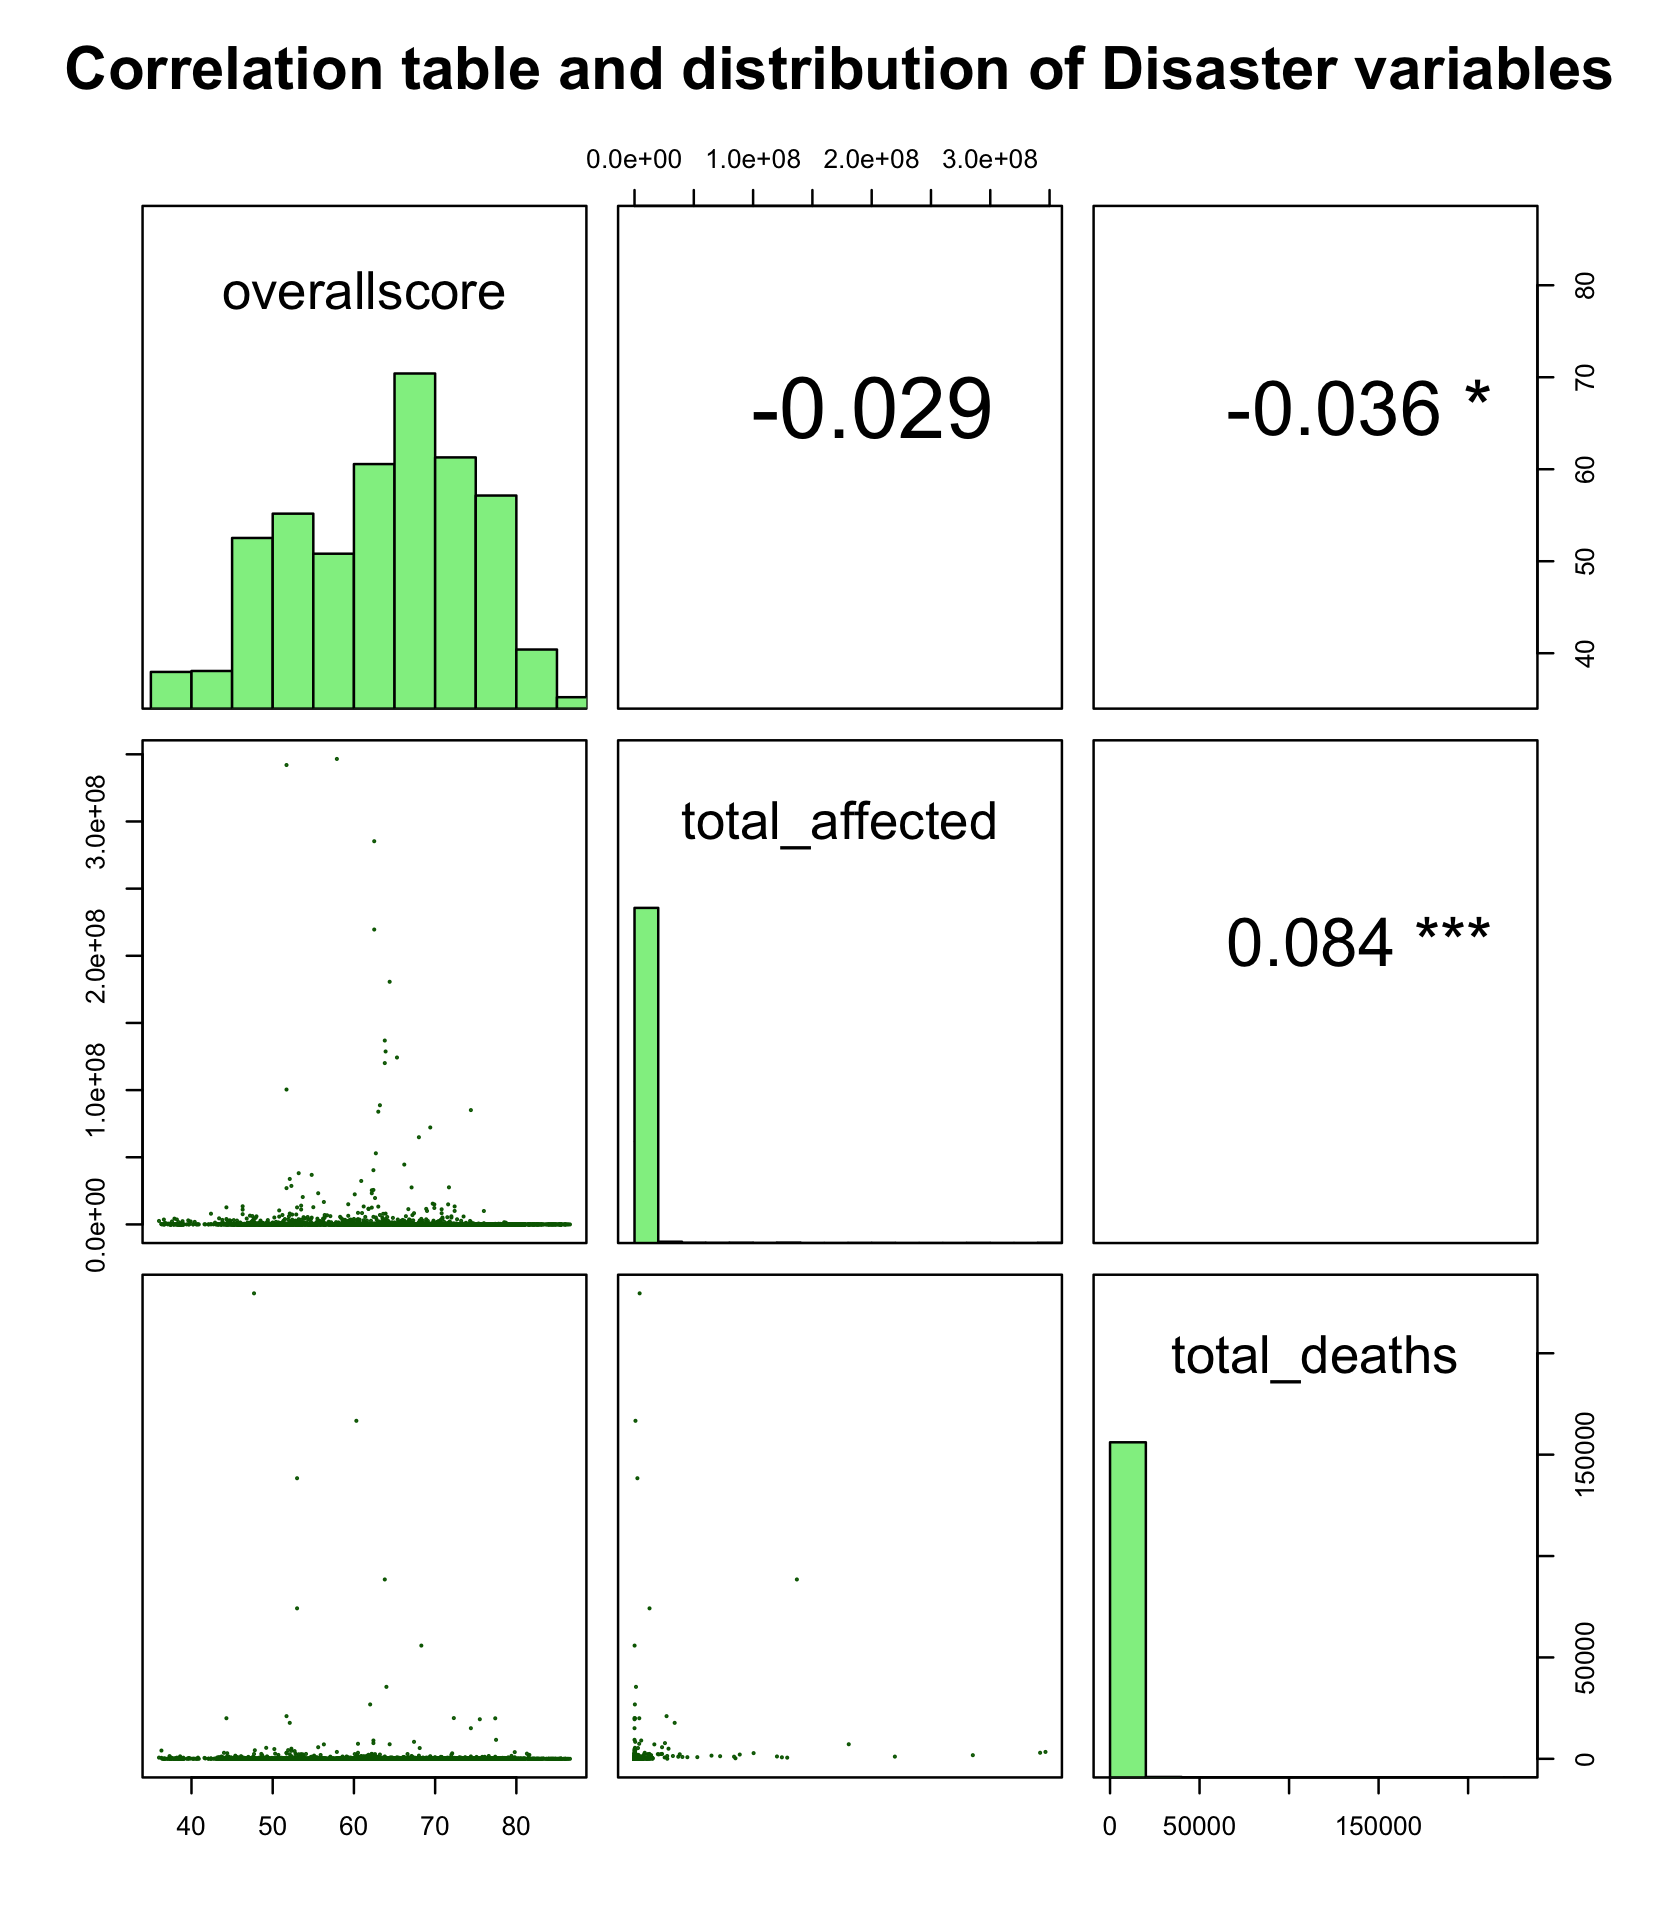 Correlation table and distribution of Disaster variables
0.0e+00 1.0e+08 2.0e+08 3.0e+08
overallscore
-0.029
-0.036 *
80
70
60
50
40
3.0e+08
2.0e+08
1.0e+08
0.0e+00
total_affected
0.084 ***
total_deaths
150000
50000
0
40 50 60 70 80
0 50000 150000